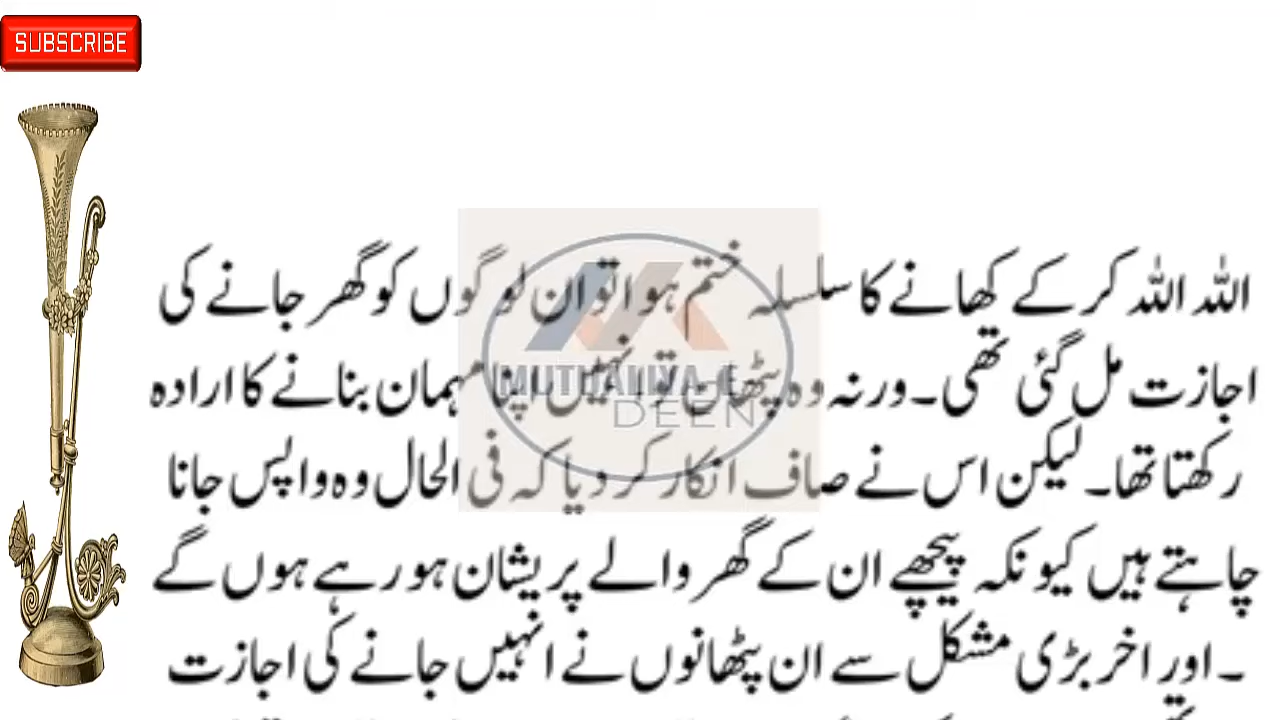 SUBSCRIBE
اللہ اللہ کر کے کھانے کا سلسلہ ختم ہوا تو ان لوگوں کو گھر جانے کی
اجازت مل گئی تھی۔ ورنہ وہ پٹھان تو انہیں اپنا مہمان بنانے کا ارادہ
رکھتا تھا۔ لیکن اس نے صاف انکار کر دیا کہ فی الحال وہ واپس جانا
چاہتے ہیں کیونکہ پیچھے ان کے گھر والے پریشان ہو رہے ہوں گے
۔ اور اخر بڑی مشکل سے ان پٹھانوں نے انہیں جانے کی اجازت
MUTUALIYA-E
DEEN